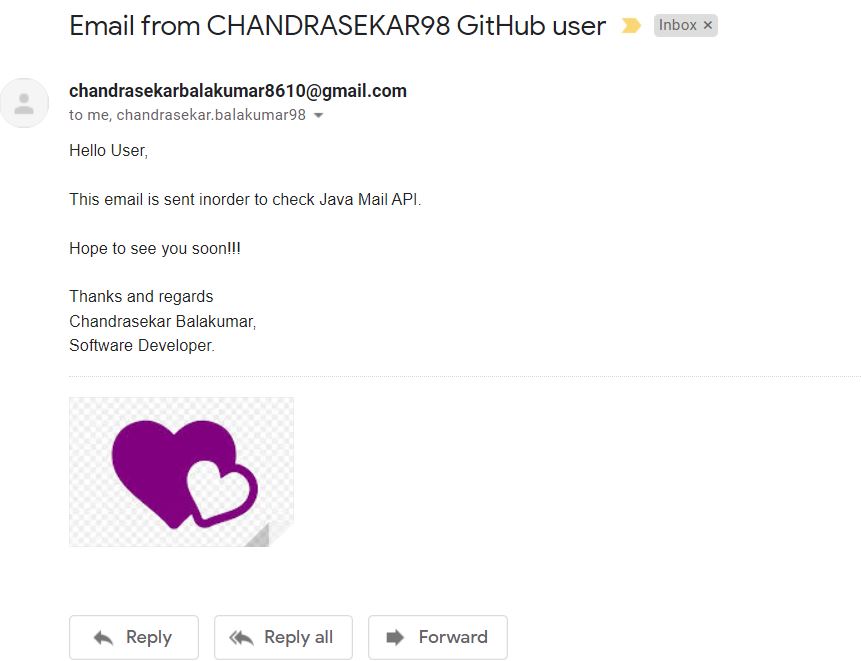 Email from CHANDRASEKAR98 GitHub user Inbox ×
chandrasekarbalakumar8610@gmail.com
to me, chandrasekar.balakumar98
Hello User,
This email is sent inorder to check Java Mail API.
Hope to see you soon!!!
Thanks and regards
Chandrasekar Balakumar,
Software Developer.
Reply Reply all Forward